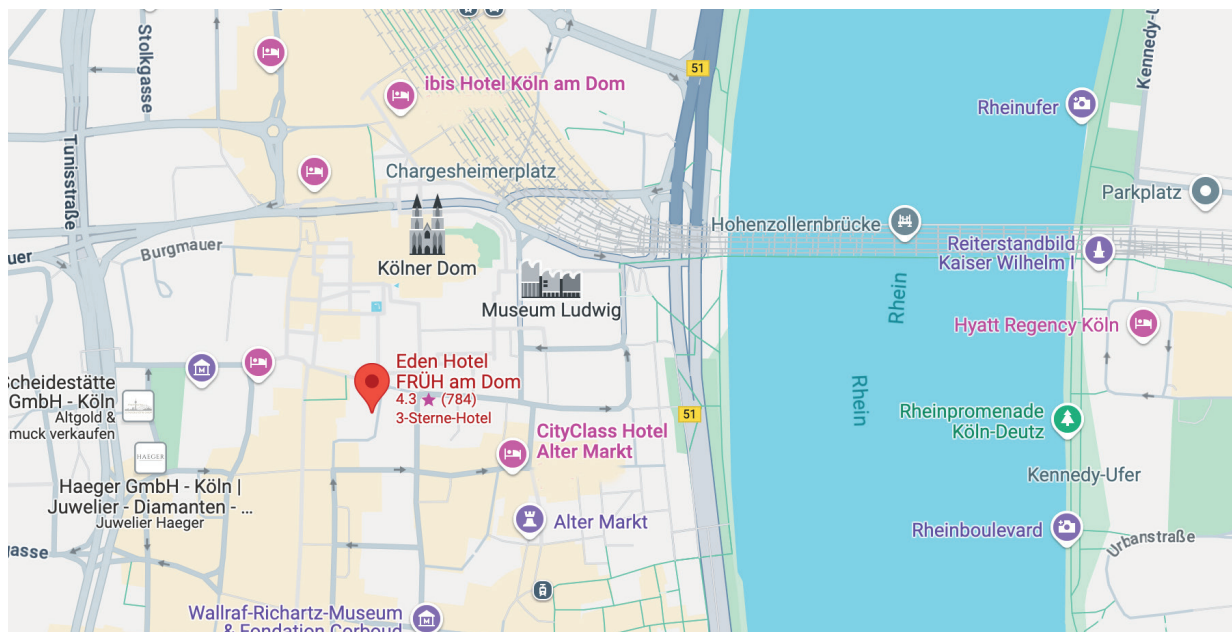 Stolkgasse
Kennedy-U
51
ibis Hotel Köln am Dom
Rheinufer
Tunisstraße
Chargesheimerplatz
Parkplatz
Hohenzollernbrücke
Burgmauer
Reiterstandbild
Kaiser Wilhelm I
uer
Kölner Dom
Rhein
Museum Ludwig
Hyatt Regency Köln
Eden Hotel
FRÜH am Dom
4.3 ★ (784)
3-Sterne-Hotel
Scheidestätte
GmbH - Köln
Altgold &
muck verkaufen
Rhein
51
Rheinpromenade
Köln-Deutz
CityClass Hotel
Alter Markt
HAEGER
Haeger GmbH - Köln |
Juwelier - Diamanten - ...
Juwelier Haeger
Kennedy-Ufer
Alter Markt
Rheinboulevard
Urbanstraße
gasse
Wallraf-Richartz-Museum
& Fondation Corboud